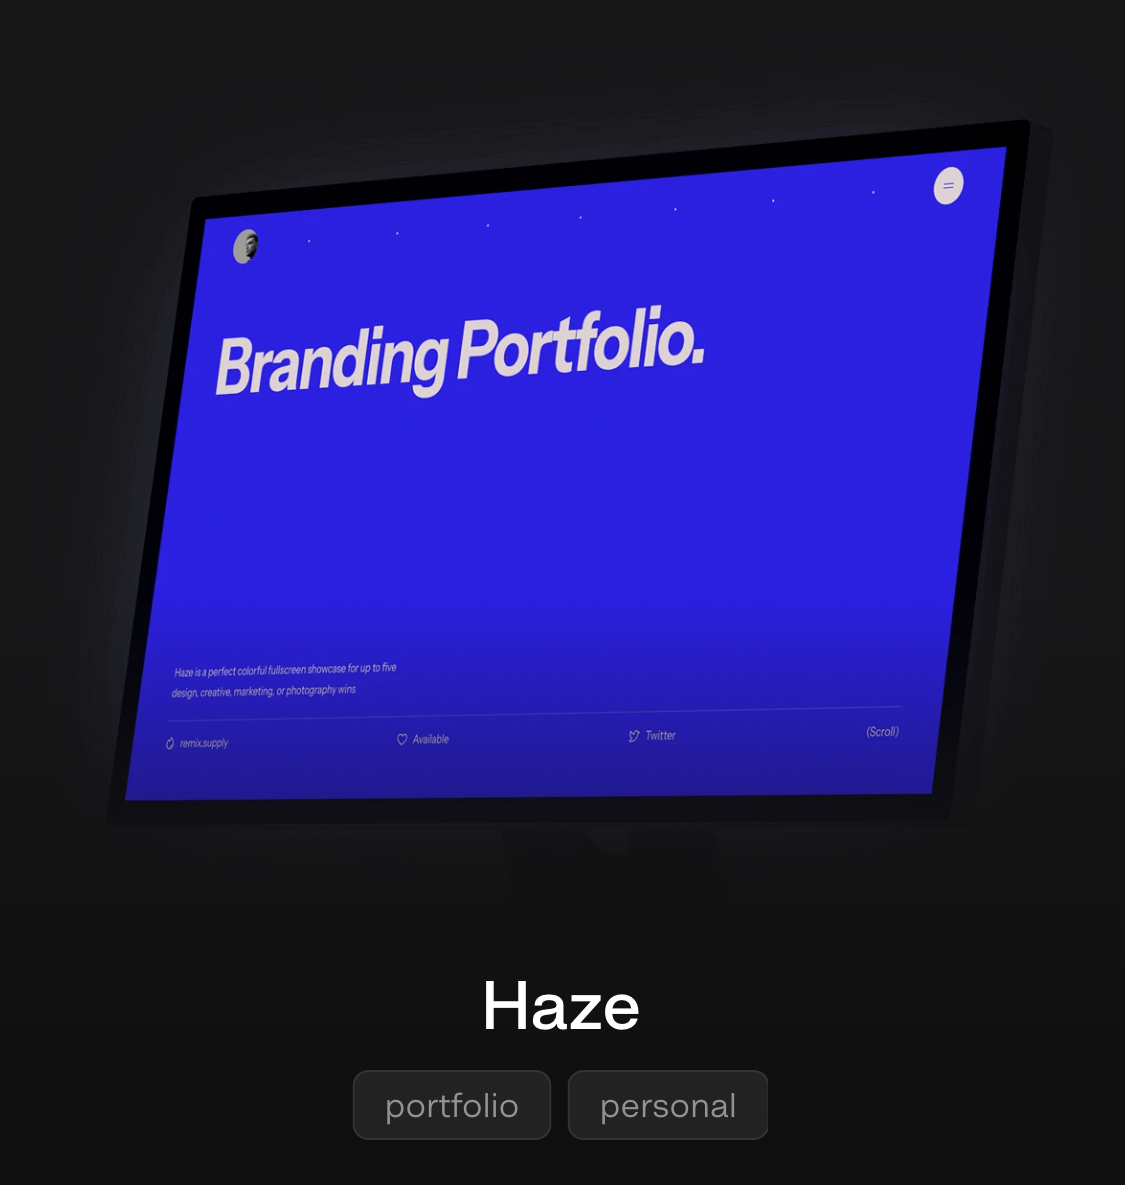 Branding Portfolio.
Haze is a perfect colorful fullscreen showcase for up to five
design, creative, marketing, or photography wins
remix.supply
Available
Twitter
(Scroll)
Haze
portfolio
personal